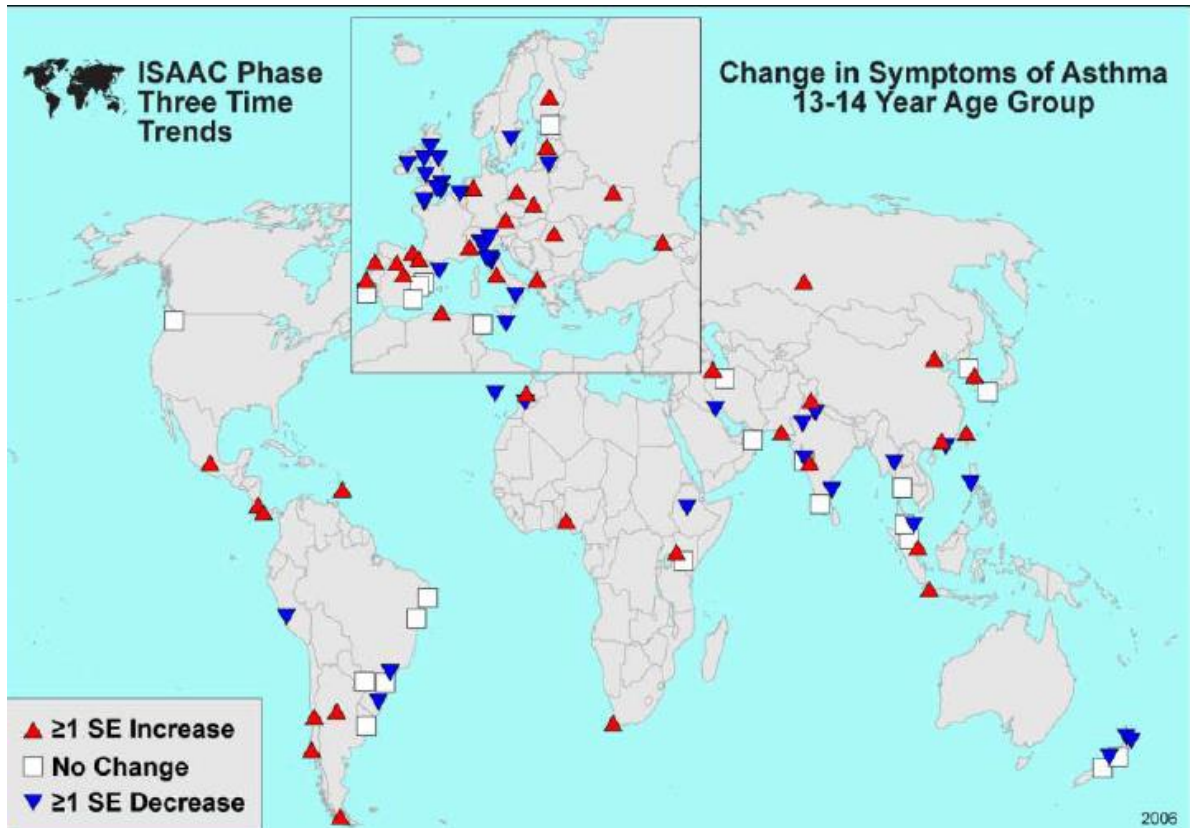 ISAAC Phase
Three Time
Trends
Change in Symptoms of Asthma
13-14 Year Age Group
≥1 SE Increase
No Change
≥1 SE Decrease
2006